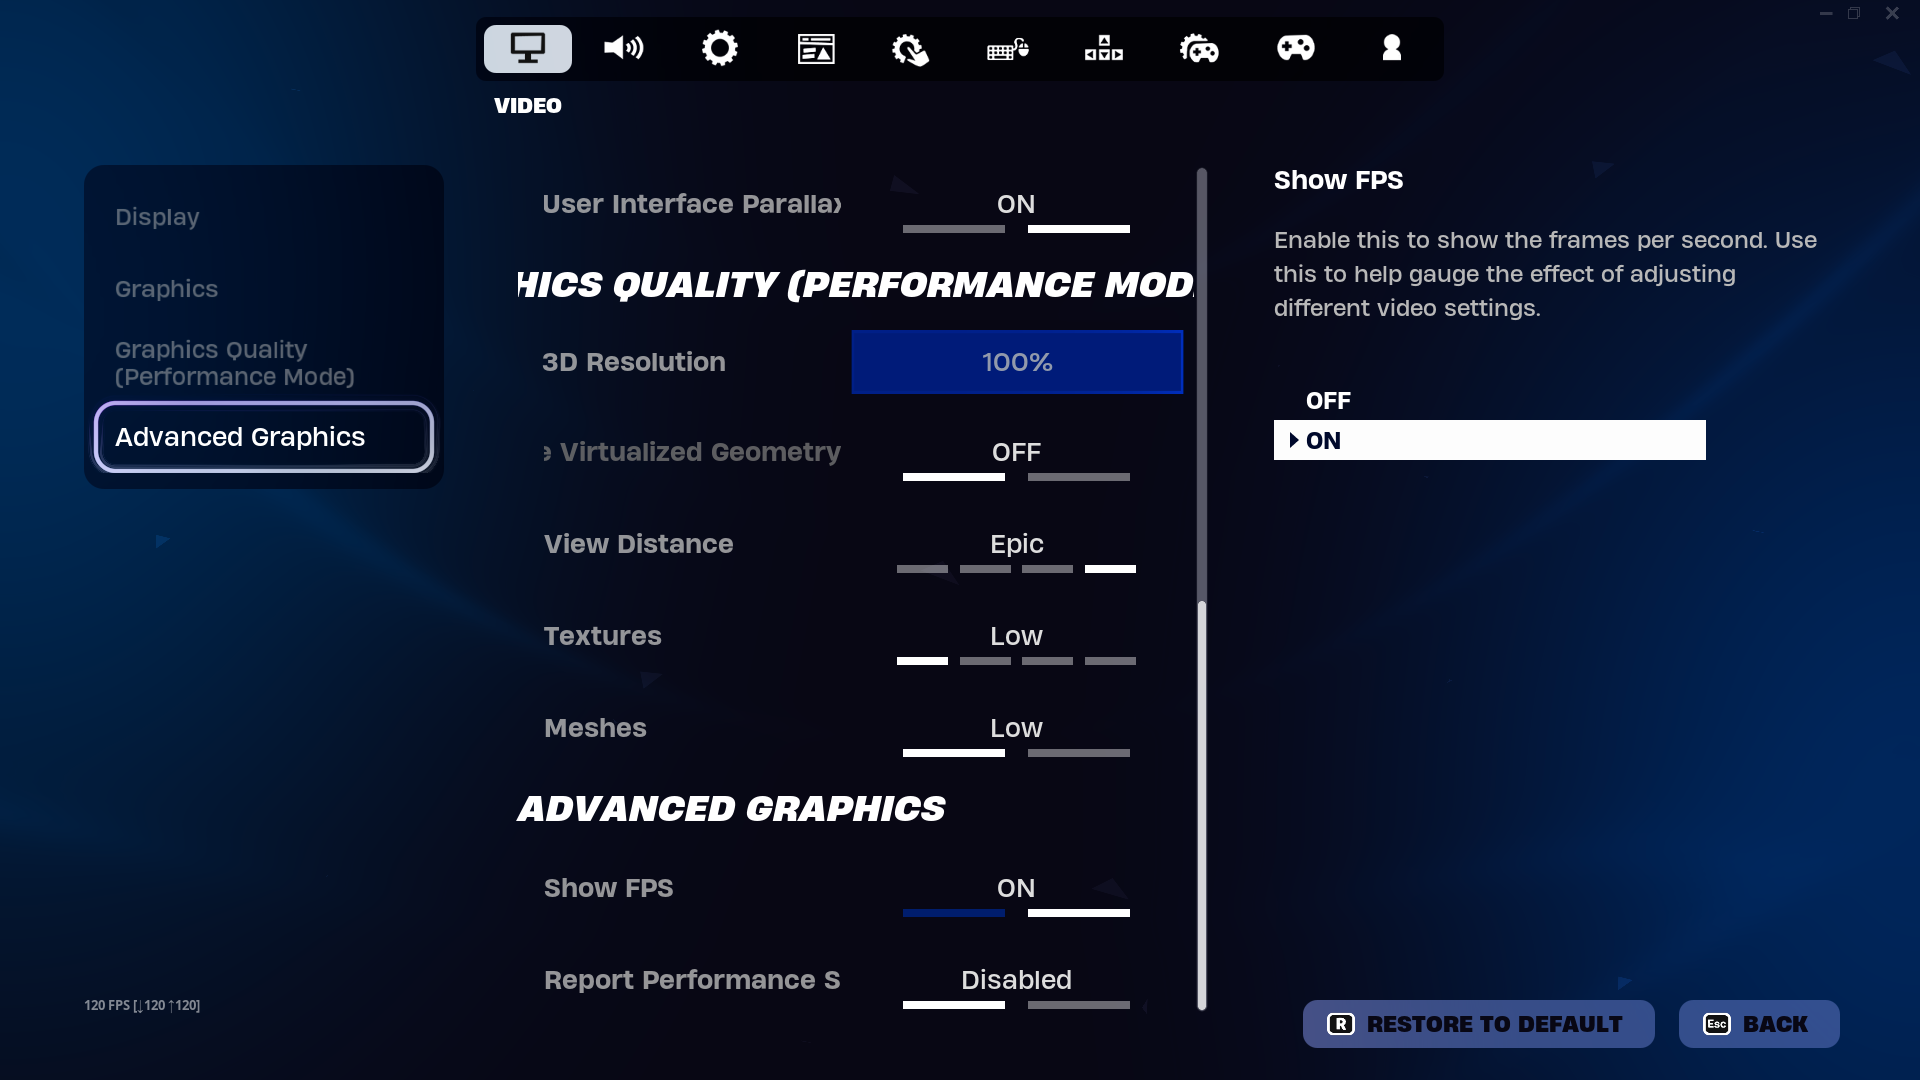 VIDEO
Display
Graphics
Graphics Quality
(Performance Mode)
Advanced Graphics
User Interface Parallax
ON
HICS QUALITY (PERFORMANCE MOD
3D Resolution
100%
e Virtualized Geometry
OFF
View Distance
Epic
Textures
Low
Meshes
Low
ADVANCED GRAPHICS
Show FPS
ON
Report Performance S
Disabled
Show FPS
Enable this to show the frames per second. Use
this to help gauge the effect of adjusting
different video settings.
OFF
ON
120 FPS [↓120 ↑120]
R RESTORE TO DEFAULT
Esc BACK